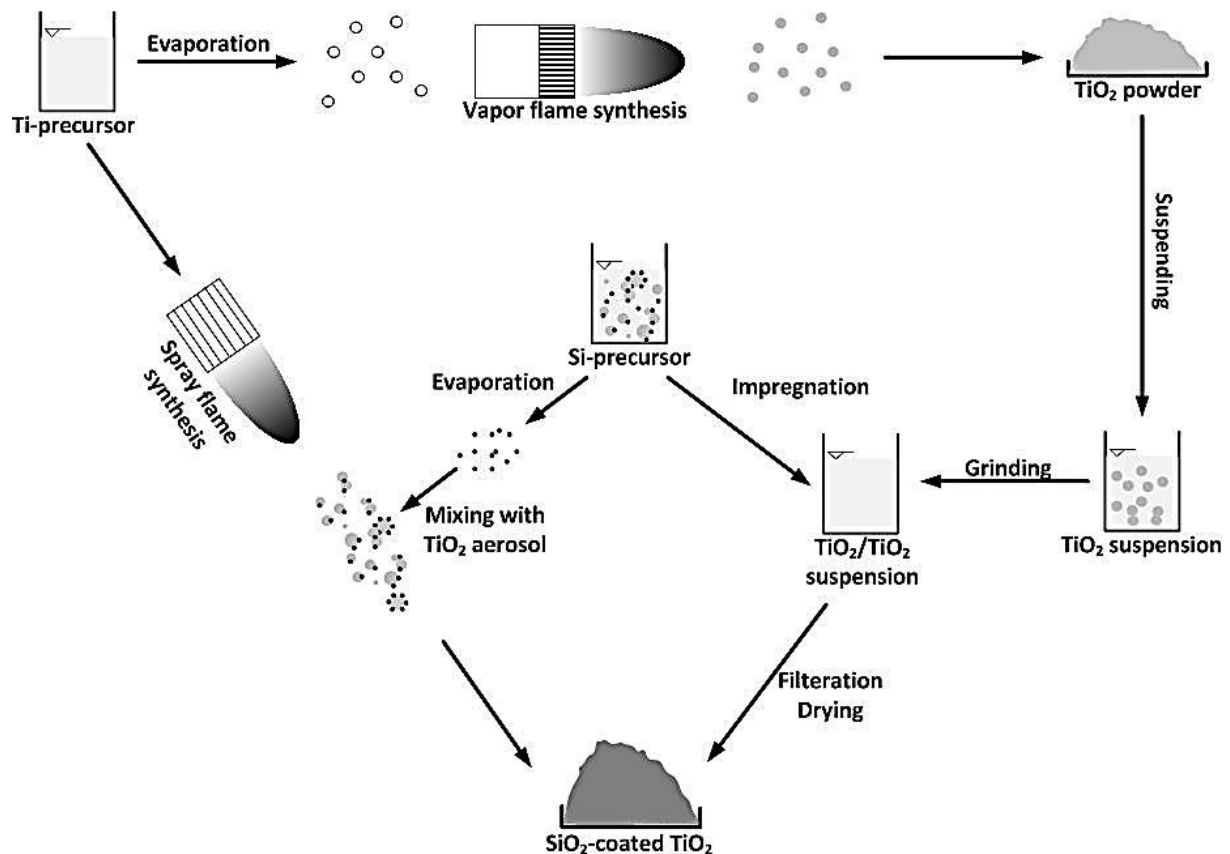 Evaporation
Ti-precursor
Vapor flame synthesis
TiO₂ powder
Suspending
Spray flame
synthesis
Si-precursor
Evaporation
Impregnation
Mixing with
TiO₂ aerosol
Grinding
TiO₂/TiO₂
suspension
TiO₂ suspension
Filteration
Drying
SiO₂-coated TiO₂